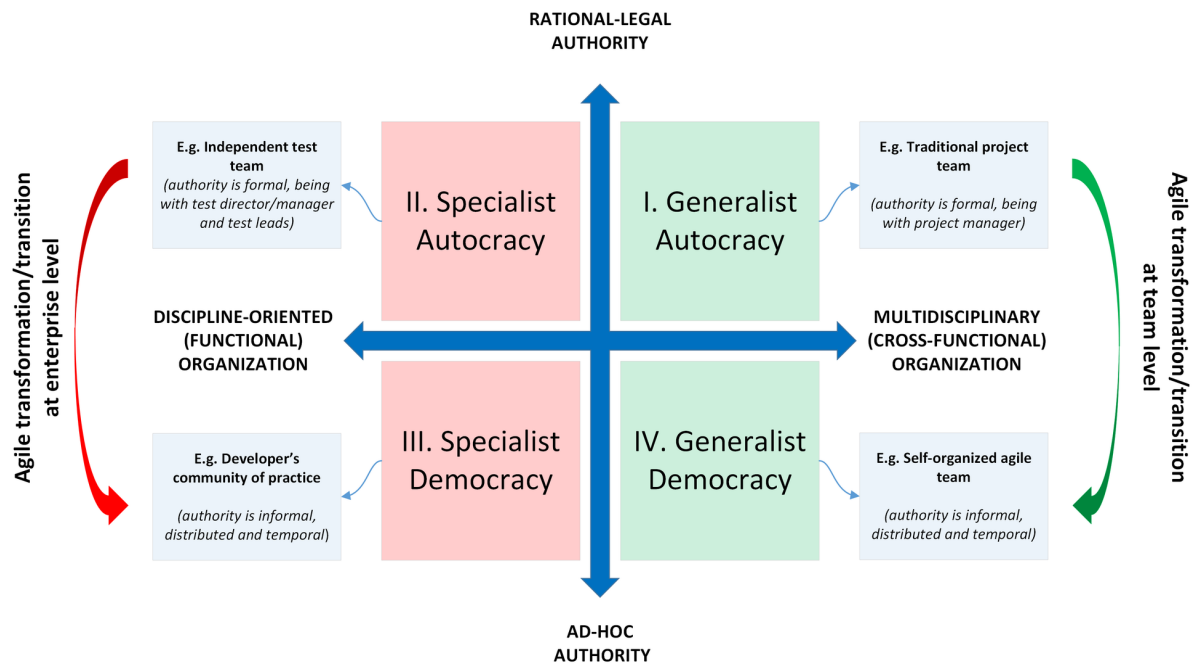 RATIONAL-LEGAL
AUTHORITY
Agile transformation/transition
at enterprise level
E.g. Independent test
team
(authority is formal, being
with test director/manager
and test leads)
II. Specialist
Autocracy
I. Generalist
Autocracy
E.g. Traditional project
team
(authority is formal, being
with project manager)
Agile transformation/transition
at team level
DISCIPLINE-ORIENTED
(FUNCTIONAL)
ORGANIZATION
MULTIDISCIPLINARY
(CROSS-FUNCTIONAL)
ORGANIZATION
E.g. Developer’s
community of practice
(authority is informal,
distributed and temporal)
III. Specialist
Democracy
IV. Generalist
Democracy
E.g. Self-organized agile
team
(authority is informal,
distributed and temporal)
AD-HOC
AUTHORITY